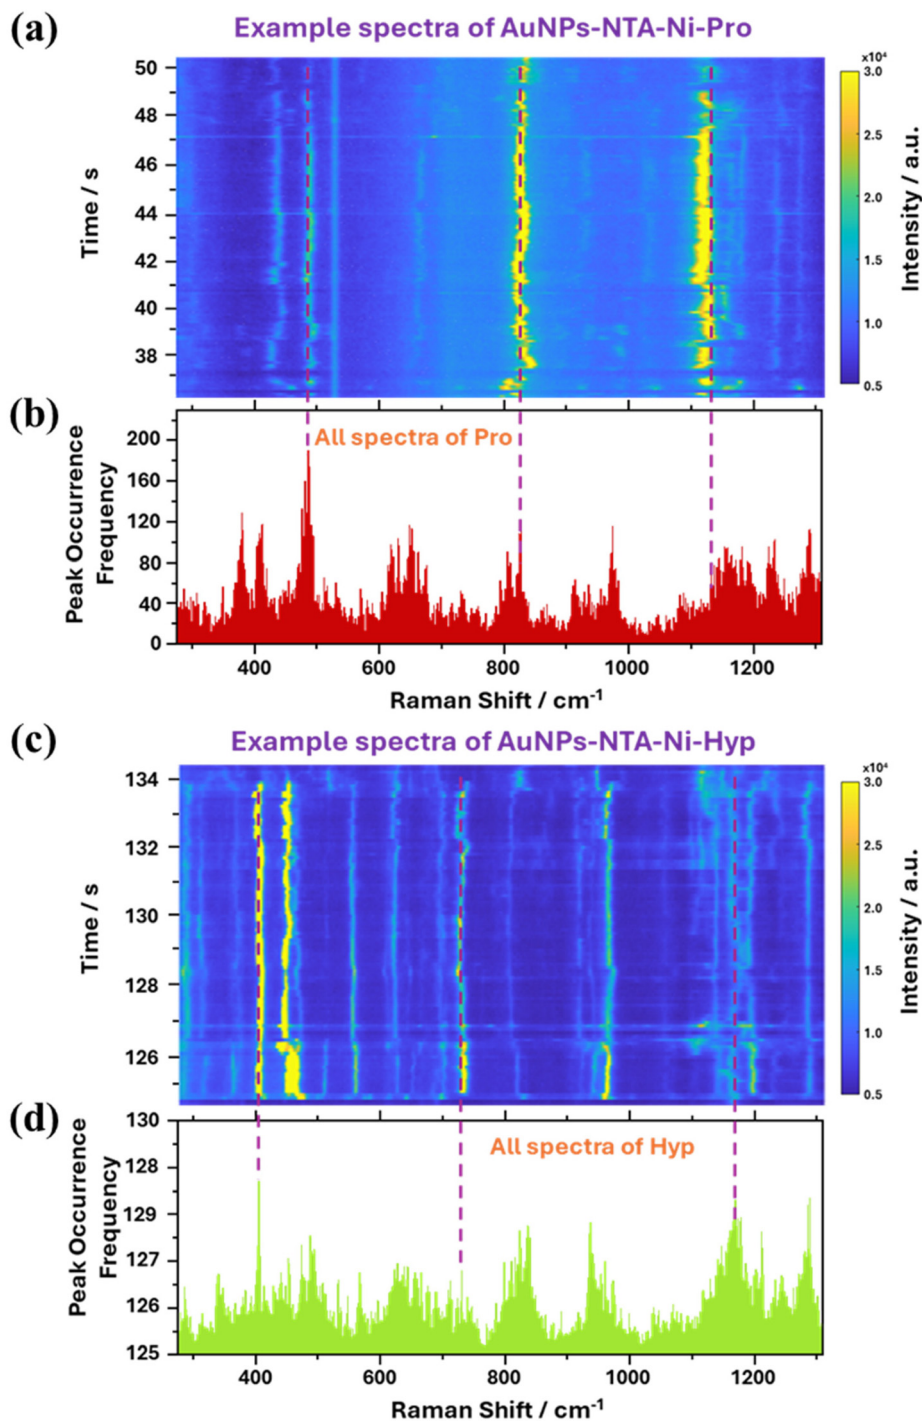 (a)
Example spectra of AuNPs-NTA-Ni-Pro
50
48
46
44
42
40
38
Time / s
x10⁴
3.0
2.5
2.0
1.5
1.0
0.5
Intensity / a.u.
(b)
All spectra of Pro
200
160
120
80
40
0
Peak Occurrence
Frequency
400 600 800 1000 1200
Raman Shift / cm⁻¹
(c)
Example spectra of AuNPs-NTA-Ni-Hyp
134
132
130
128
126
Time / s
x10⁴
3.0
2.5
2.0
1.5
1.0
0.5
Intensity / a.u.
(d)
All spectra of Hyp
130
128
129
127
126
125
Peak Occurrence
Frequency
400 600 800 1000 1200
Raman Shift / cm⁻¹